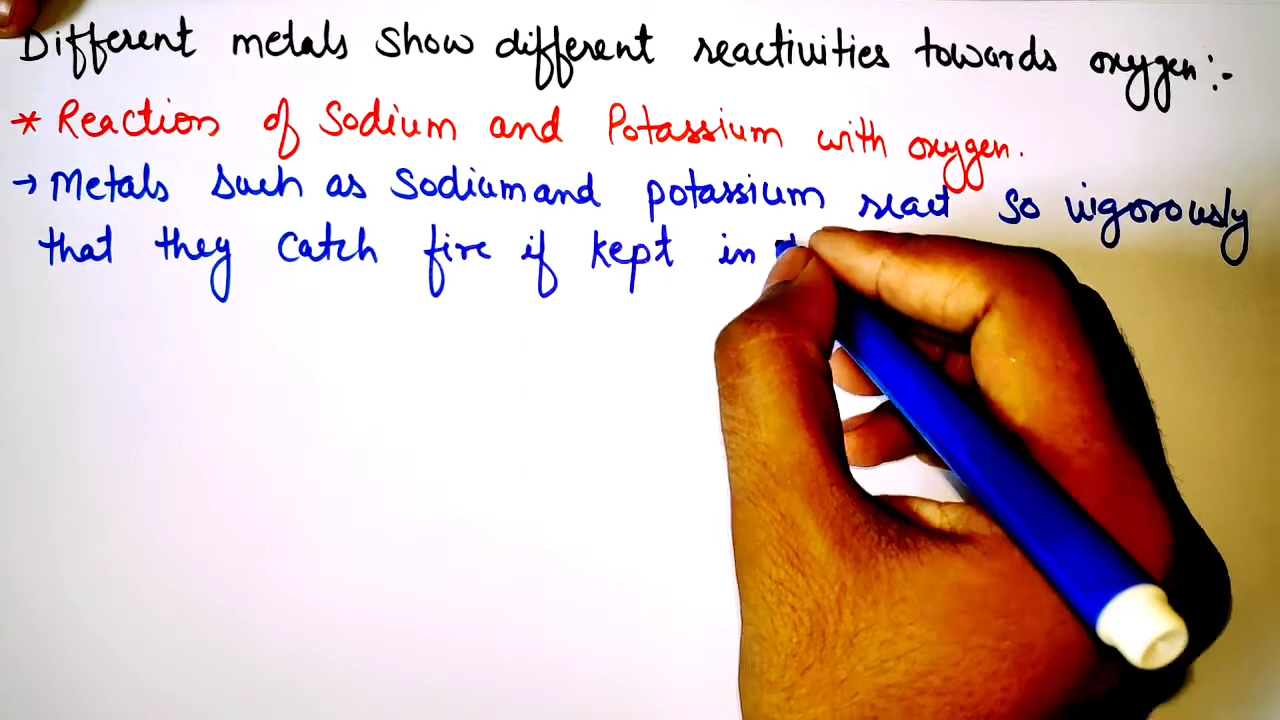 Different metals show different reactivities towards oxygen:-
* Reaction of Sodium and Potassium with oxygen.
→ Metals such as Sodium and potassium react so vigorously
that they catch fire if kept in